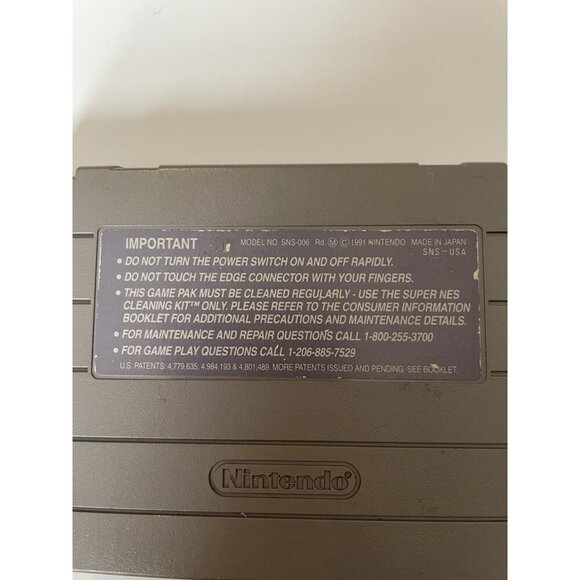 IMPORTANT MODEL NO. SNS-006 Rd. Ⓜ © 1991 NINTENDO MADE IN JAPAN
SNS-USA
• DO NOT TURN THE POWER SWITCH ON AND OFF RAPIDLY.
• DO NOT TOUCH THE EDGE CONNECTOR WITH YOUR FINGERS.
• THIS GAME PAK MUST BE CLEANED REGULARLY - USE THE SUPER NES
CLEANING KIT™ ONLY. PLEASE REFER TO THE CONSUMER INFORMATION
BOOKLET FOR ADDITIONAL PRECAUTIONS AND MAINTENANCE DETAILS.
• FOR MAINTENANCE AND REPAIR QUESTIONS CALL 1-800-255-3700
• FOR GAME PLAY QUESTIONS CALL 1-206-885-7529
U.S. PATENTS: 4,779,635, 4,984,193 & 4,801,489. MORE PATENTS ISSUED AND PENDING. SEE BOOKLET.
Nintendo®